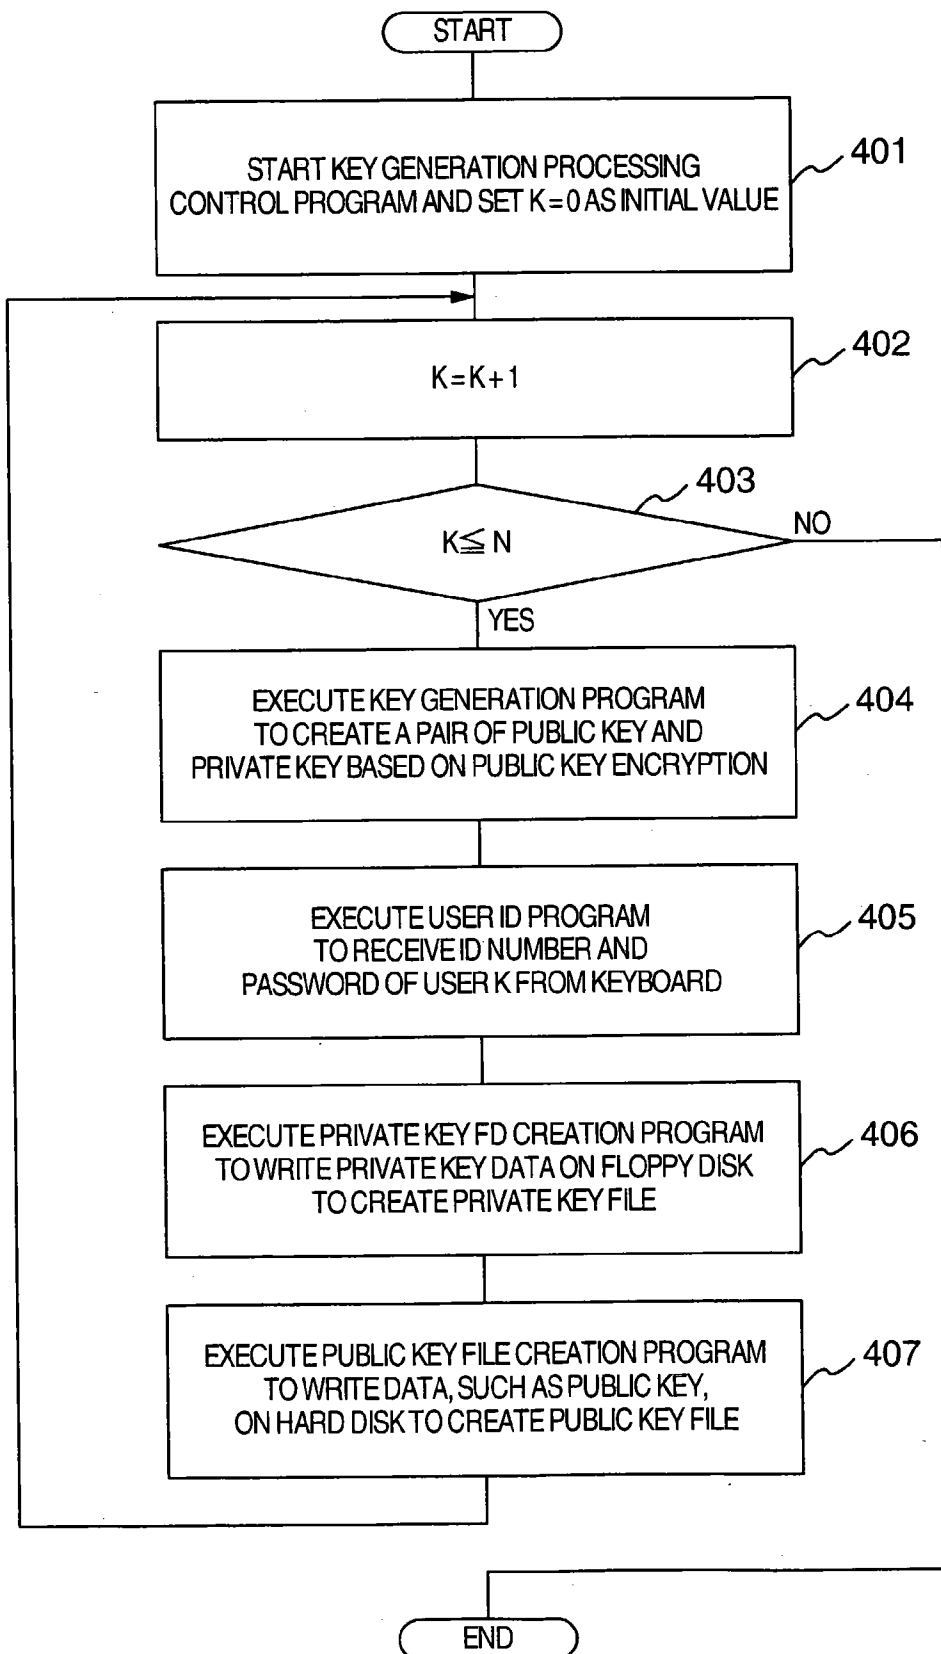 START
START KEY GENERATION PROCESSING
CONTROL PROGRAM AND SET K=0 AS INITIAL VALUE
401
K=K+1
402
403
K≦N
NO
YES
EXECUTE KEY GENERATION PROGRAM
TO CREATE A PAIR OF PUBLIC KEY AND
PRIVATE KEY BASED ON PUBLIC KEY ENCRYPTION
404
EXECUTE USER ID PROGRAM
TO RECEIVE ID NUMBER AND
PASSWORD OF USER K FROM KEYBOARD
405
EXECUTE PRIVATE KEY FD CREATION PROGRAM
TO WRITE PRIVATE KEY DATA ON FLOPPY DISK
TO CREATE PRIVATE KEY FILE
406
EXECUTE PUBLIC KEY FILE CREATION PROGRAM
TO WRITE DATA, SUCH AS PUBLIC KEY,
ON HARD DISK TO CREATE PUBLIC KEY FILE
407
END